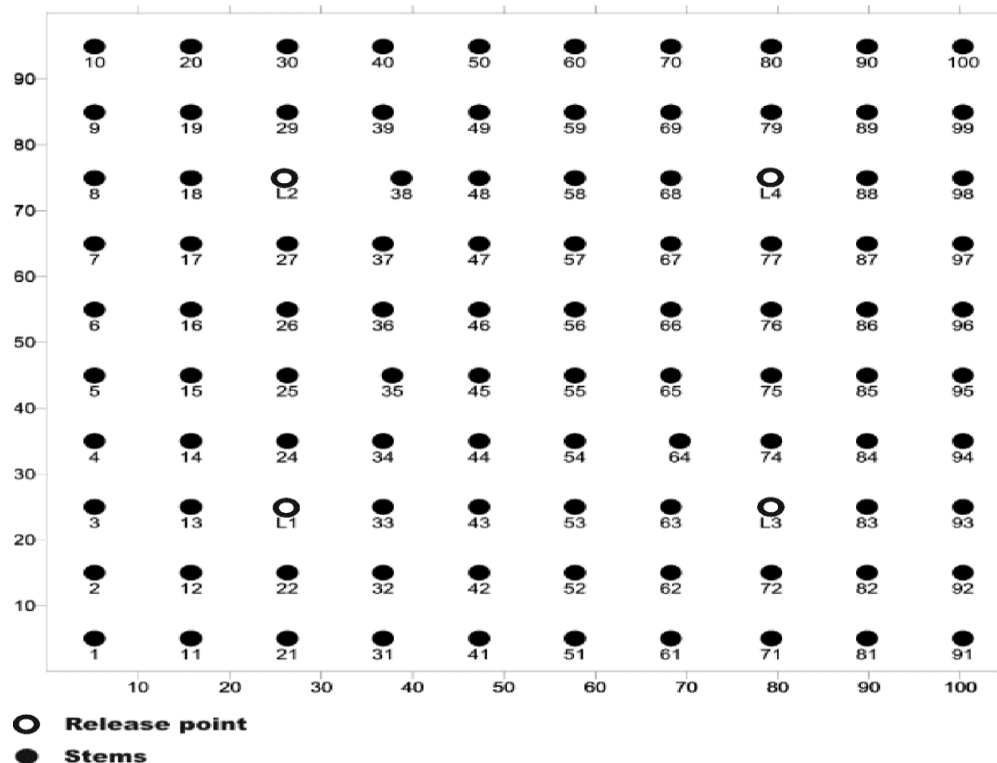 10 20 30 40 50 60 70 80 90 100
90
9 19 29 39 49 59 69 79 89 99
80
8 18 L2 38 48 58 68 L4 88 98
70
7 17 27 37 47 57 67 77 87 97
60
6 16 26 36 46 56 66 76 86 96
50
5 15 25 35 45 55 65 75 85 95
40
4 14 24 34 44 54 64 74 84 94
30
3 13 L1 33 43 53 63 L3 83 93
20
2 12 22 32 42 52 62 72 82 92
10
1 11 21 31 41 51 61 71 81 91
10 20 30 40 50 60 70 80 90 100
Release point
Stems